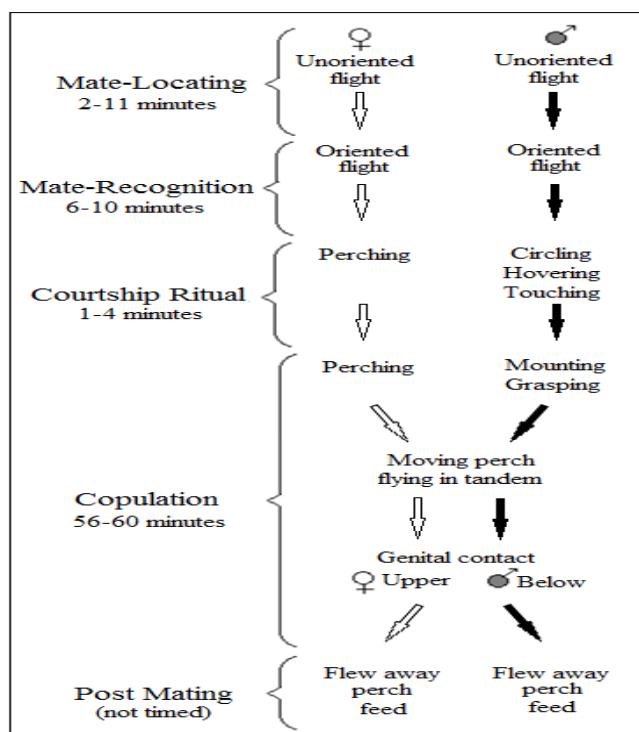 ♀
♂
Mate-Locating
2-11 minutes
Unoriented
flight
Unoriented
flight
Mate-Recognition
6-10 minutes
Oriented
flight
Oriented
flight
Courtship Ritual
1-4 minutes
Perching
Circling
Hovering
Touching
Copulation
56-60 minutes
Perching
Mounting
Grasping
Moving perch
flying in tandem
Genital contact
♀ Upper
♂ Below
Post Mating
(not timed)
Flew away
perch
feed
Flew away
perch
feed